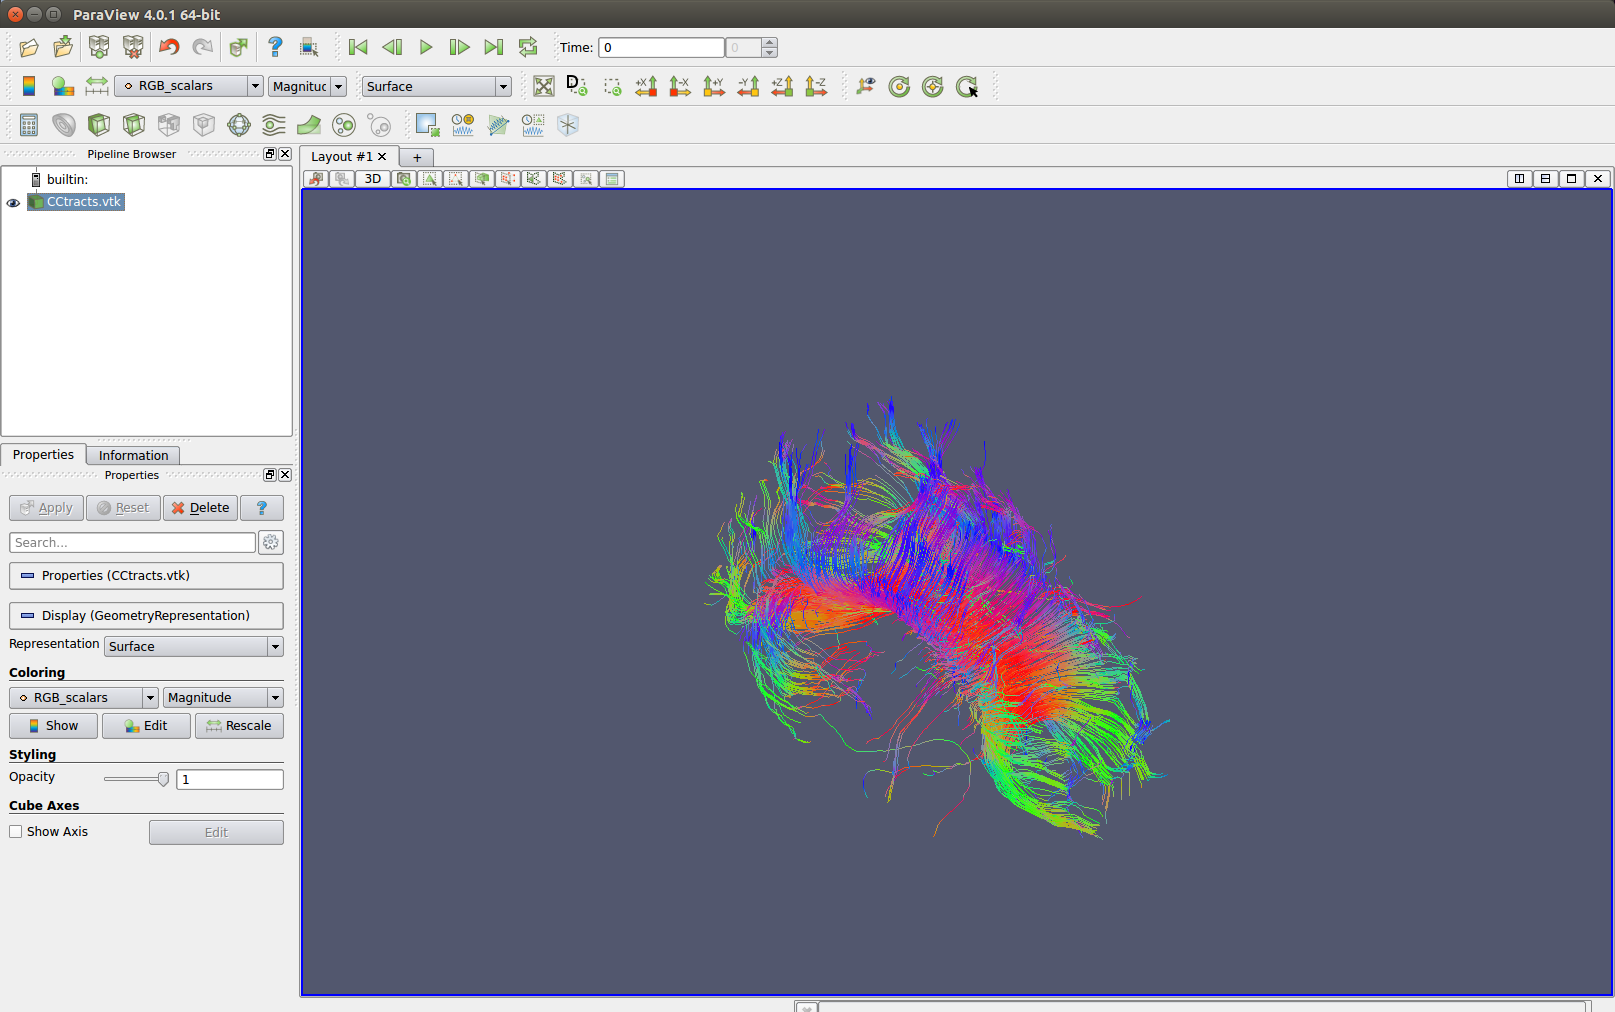 ParaView 4.0.1 64-bit
Time: 0 0
RGB_scalars Magnituc Surface
+X -X +Y -Y +Z -Z
Pipeline Browser
Layout #1
+
3D
builtin:
CCtracts.vtk
Properties Information
Properties
Apply Reset Delete ?
Search...
Properties (CCtracts.vtk)
Display (GeometryRepresentation)
Representation Surface
Coloring
RGB_scalars Magnitude
Show Edit Rescale
Styling
Opacity 1
Cube Axes
Show Axis Edit